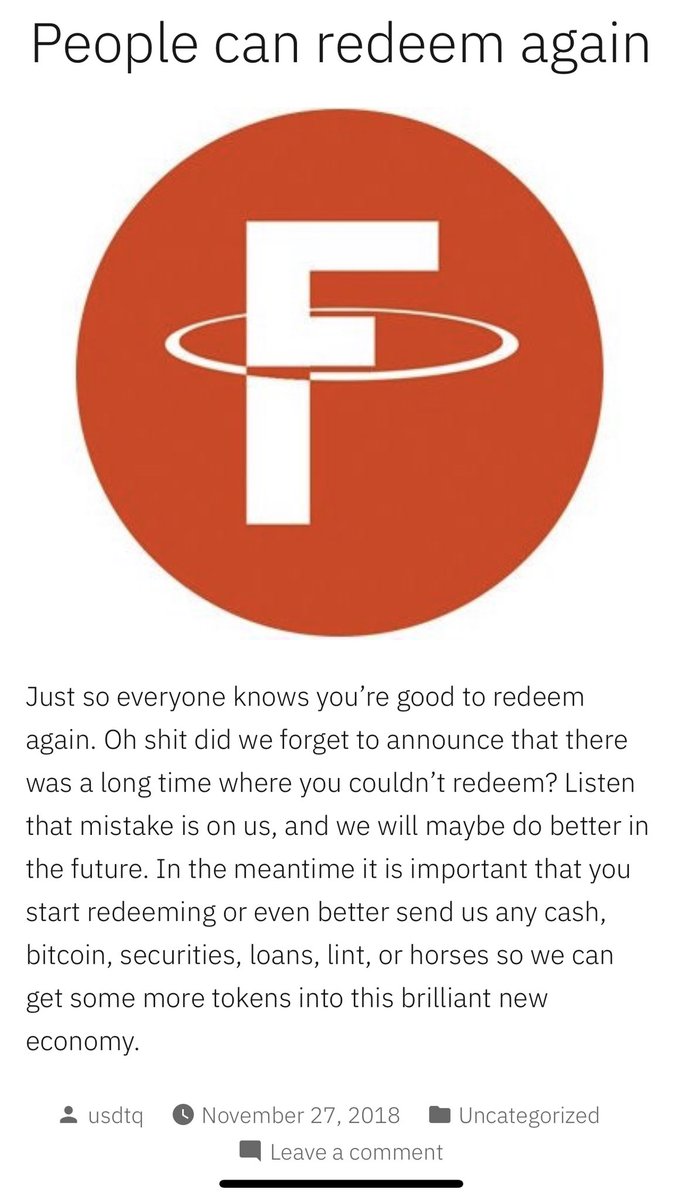 People can redeem again
F
Just so everyone knows you’re good to redeem
again. Oh shit did we forget to announce that there
was a long time where you couldn’t redeem? Listen
that mistake is on us, and we will maybe do better in
the future. In the meantime it is important that you
start redeeming or even better send us any cash,
bitcoin, securities, loans, lint, or horses so we can
get some more tokens into this brilliant new
economy.
usdtq November 27, 2018 Uncategorized
Leave a comment